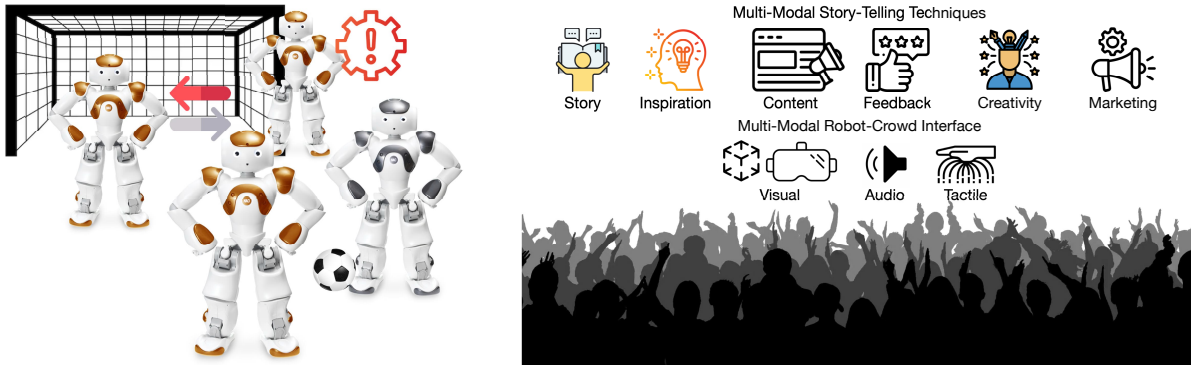 Multi-Modal Story-Telling Techniques
Story Inspiration Content Feedback Creativity Marketing
Multi-Modal Robot-Crowd Interface
Visual Audio Tactile